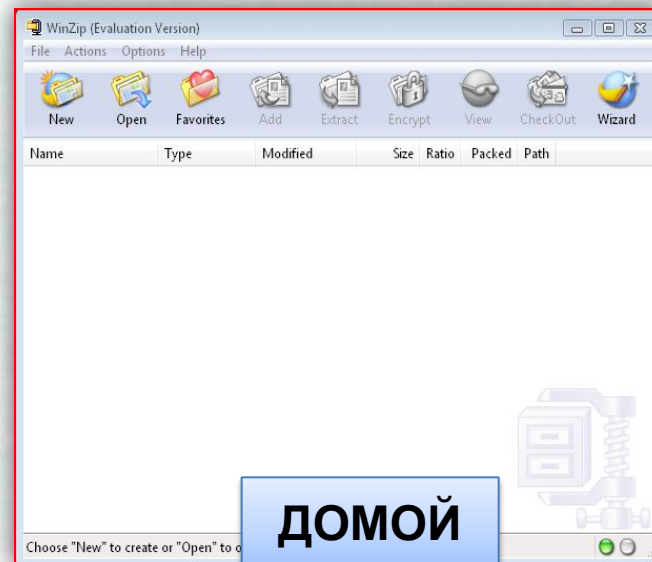 WinZip (Evaluation Version)
File Actions Options Help
New Open Favorites Add Extract Encrypt View CheckOut Wizard
Name Type Modified Size Ratio Packed Path
ДОМОЙ
Choose "New" to create or "Open" to